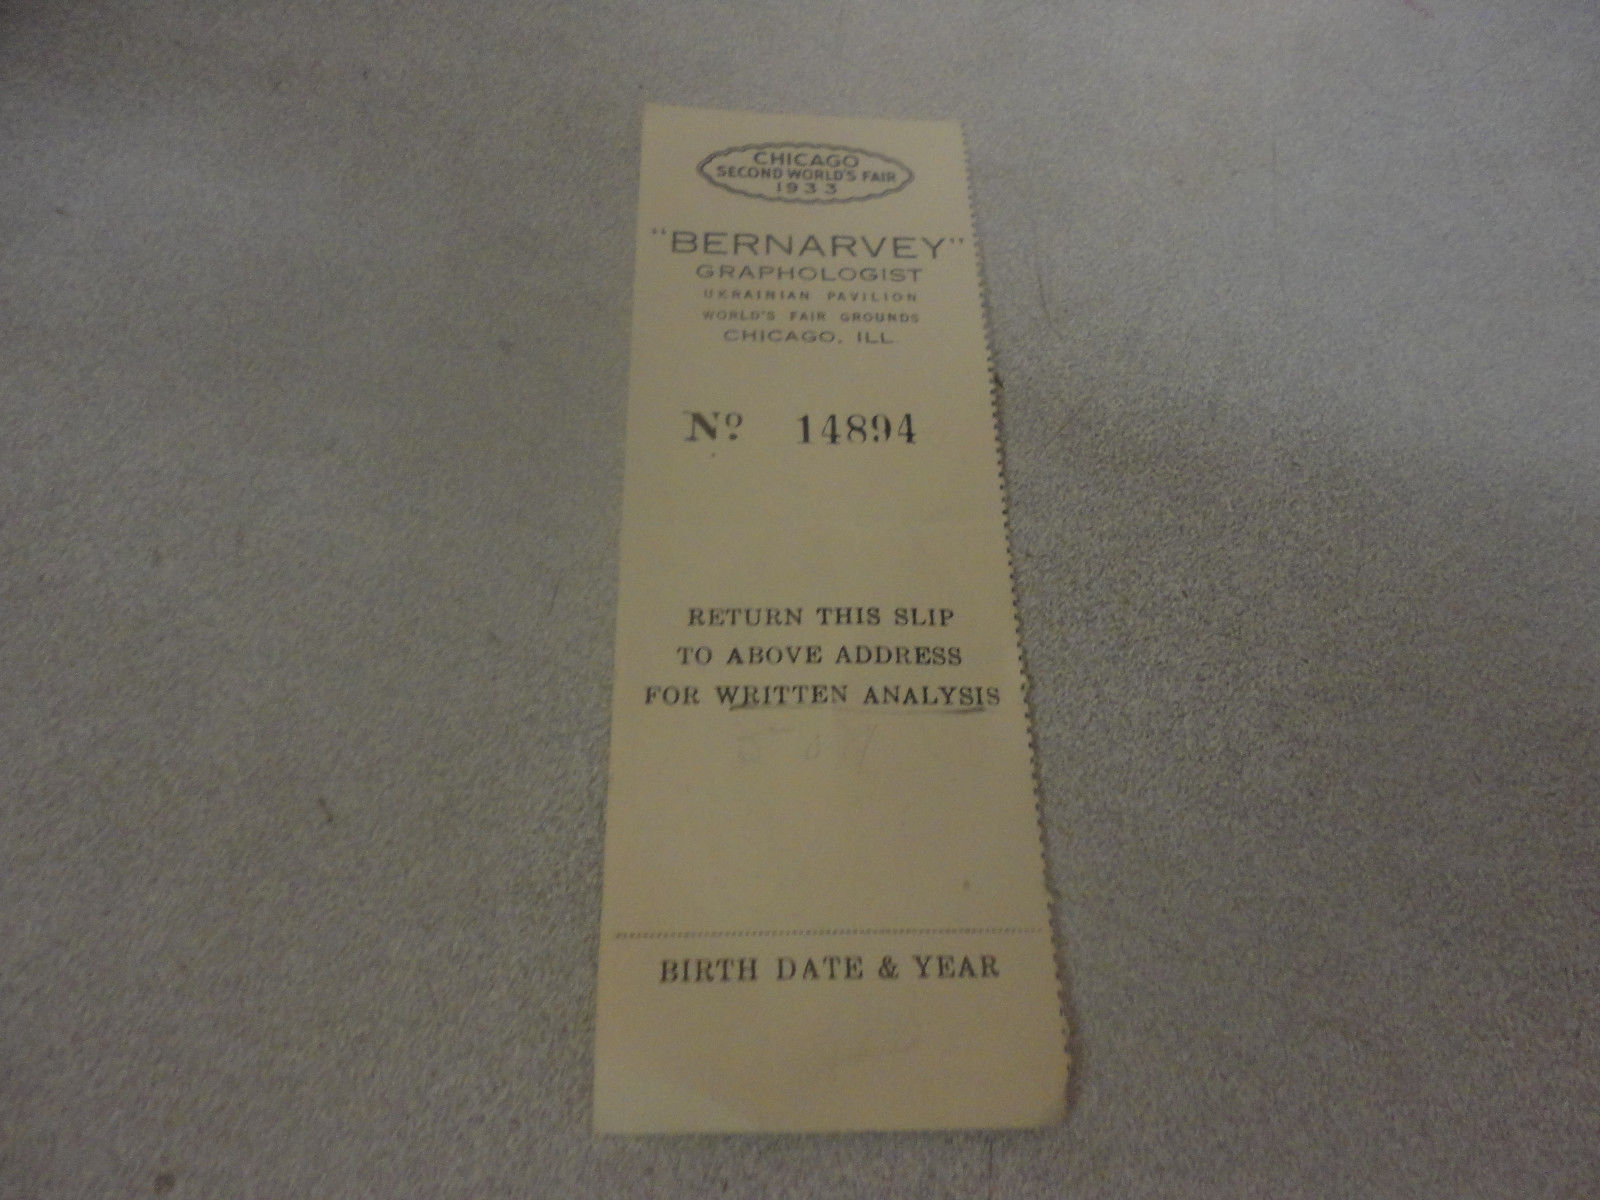 CHICAGO
SECOND WORLD'S FAIR
1933
"BERNARVEY"
GRAPHOLOGIST
UKRAINIAN PAVILION
WORLD'S FAIR GROUNDS
CHICAGO, ILL.
Nº 14894
RETURN THIS SLIP
TO ABOVE ADDRESS
FOR WRITTEN ANALYSIS
BIRTH DATE & YEAR